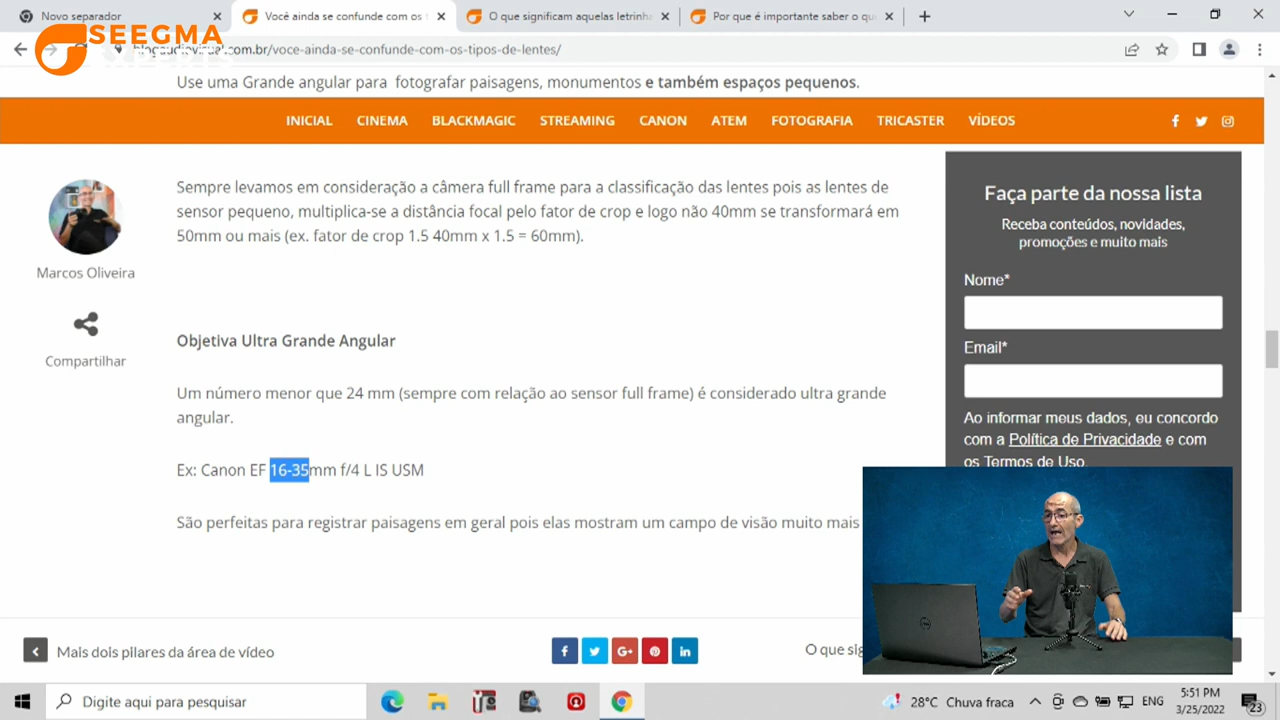 Novo separador
Você ainda se confunde com os t
O que significam aquelas letrinha
Por que é importante saber o que
SEEGMA
EXPERTS
blogaudiovisual.com.br/voce-ainda-se-confunde-com-os-tipos-de-lentes/
Use uma Grande angular para fotografar paisagens, monumentos e também espaços pequenos.
INICIAL CINEMA BLACKMAGIC STREAMING CANON ATEM FOTOGRAFIA TRICASTER VÍDEOS
Marcos Oliveira
Compartilhar
Sempre levamos em consideração a câmera full frame para a classificação das lentes pois as lentes de
sensor pequeno, multiplica-se a distância focal pelo fator de crop e logo não 40mm se transformará em
50mm ou mais (ex. fator de crop 1.5 40mm x 1.5 = 60mm).
Objetiva Ultra Grande Angular
Um número menor que 24 mm (sempre com relação ao sensor full frame) é considerado ultra grande
angular.
Ex: Canon EF 16-35mm f/4 L IS USM
São perfeitas para registrar paisagens em geral pois elas mostram um campo de visão muito mais
Faça parte da nossa lista
Receba conteúdos, novidades,
promoções e muito mais
Nome*
Email*
Ao informar meus dados, eu concordo
com a Política de Privacidade e com
os Termos de Uso.
Mais dois pilares da área de vídeo
O que sig
Digite aqui para pesquisar
28°C Chuva fraca
ENG
5:51 PM
3/25/2022
23